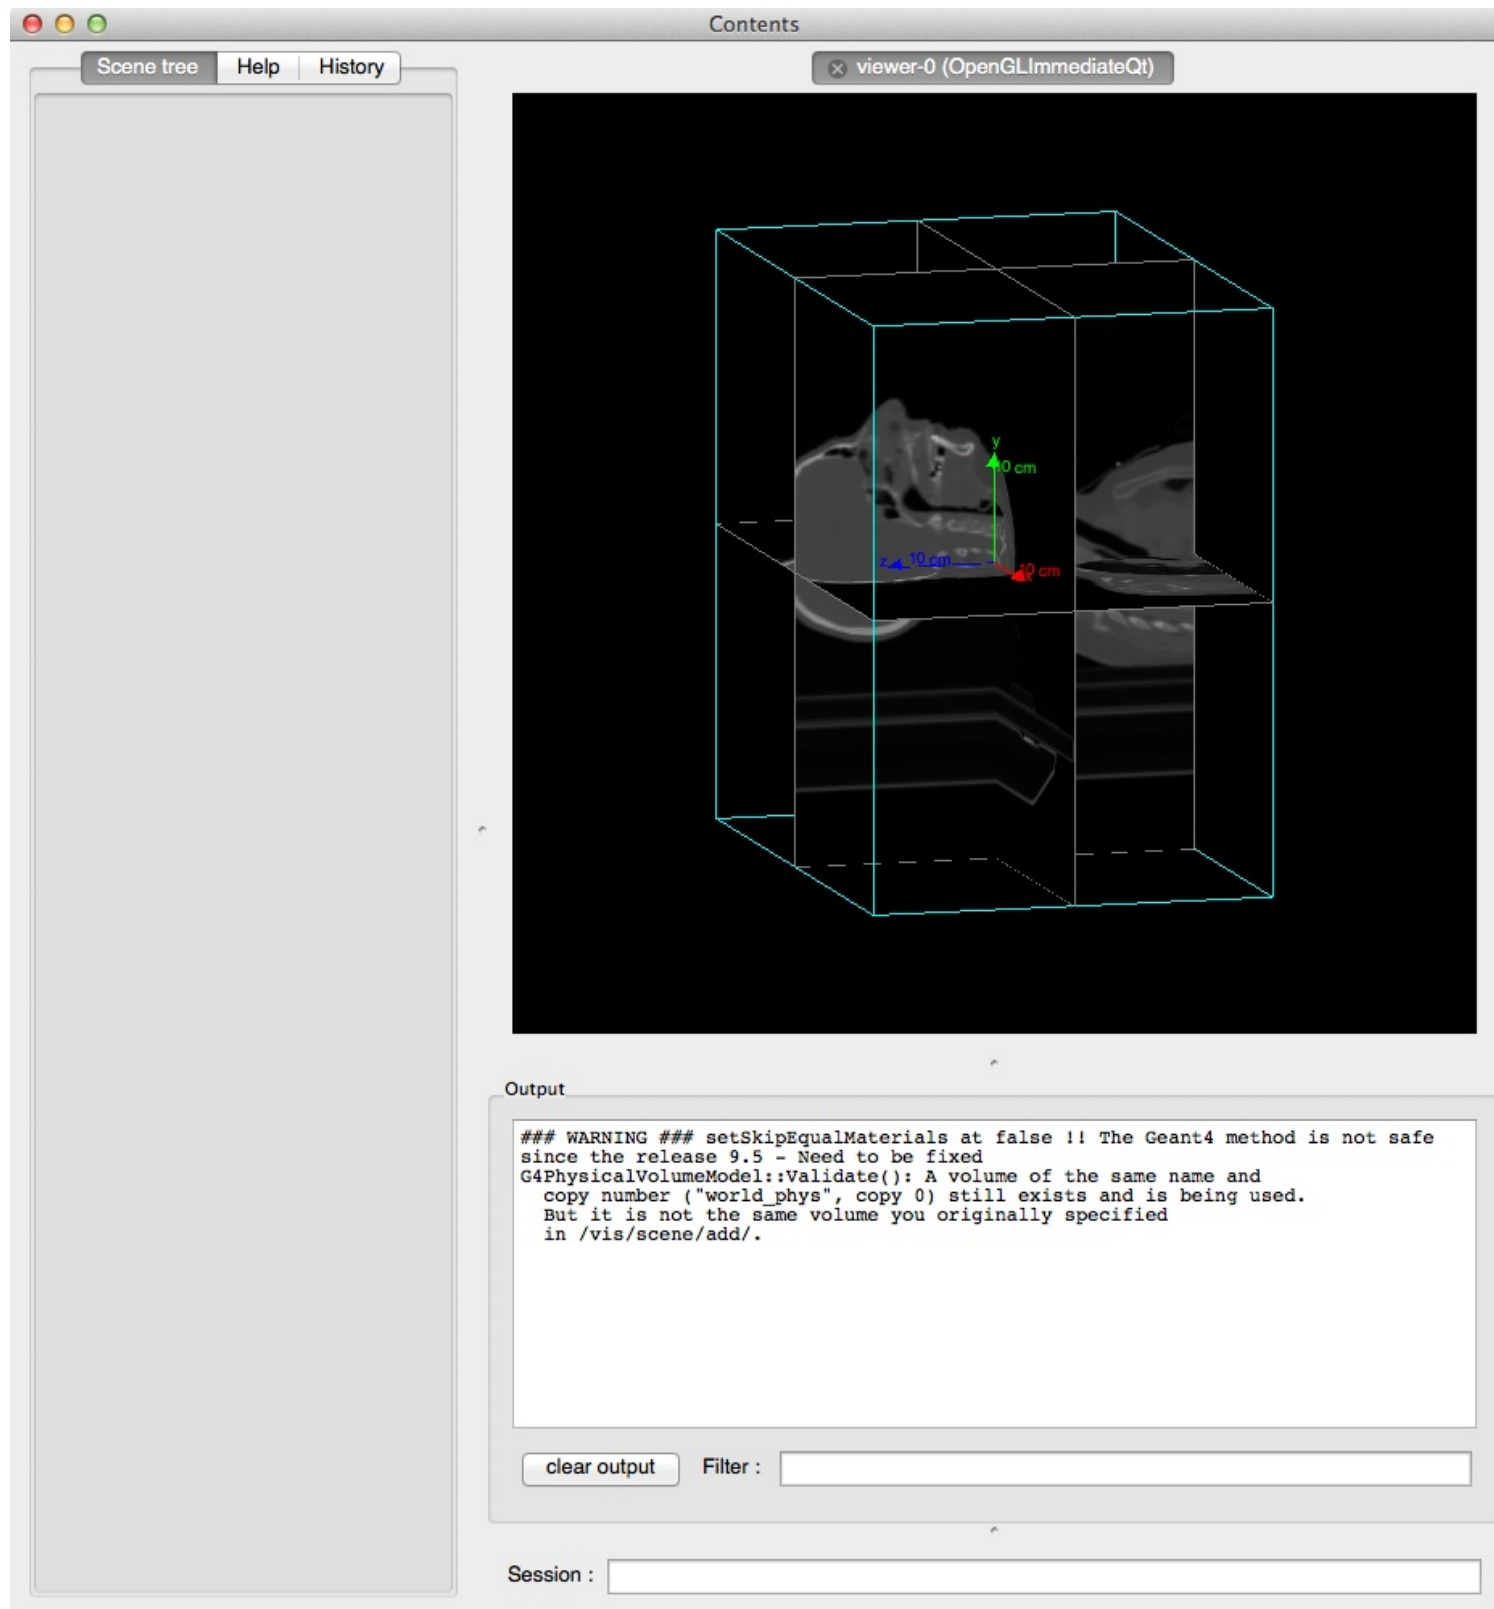 Contents
Scene tree Help History
viewer-0 (OpenGLImmediateQt)
y
10 cm
z 10 cm
10 cm
x
Output
### WARNING ### setSkipEqualMaterials at false !! The Geant4 method is not safe
since the release 9.5 - Need to be fixed
G4PhysicalVolumeModel::Validate(): A volume of the same name and
copy number ("world_phys", copy 0) still exists and is being used.
But it is not the same volume you originally specified
in /vis/scene/add/.
clear output Filter :
Session :